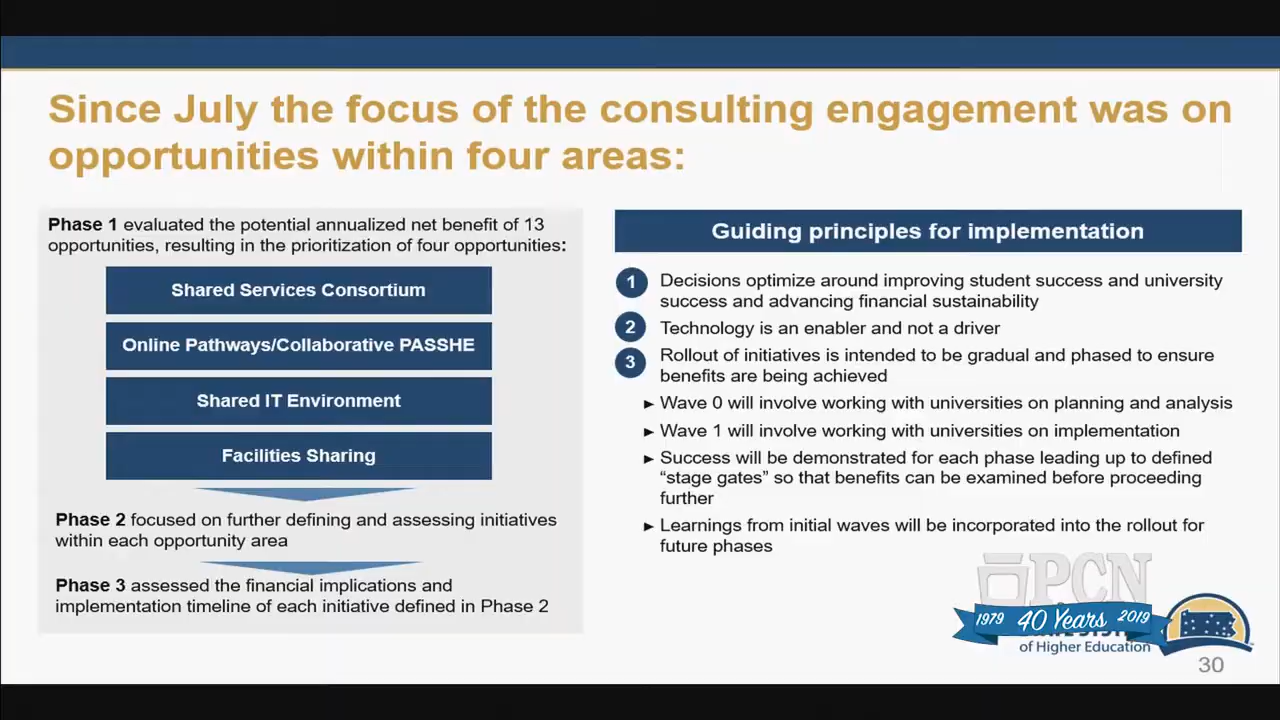 Since July the focus of the consulting engagement was on
opportunities within four areas:
Phase 1 evaluated the potential annualized net benefit of 13
opportunities, resulting in the prioritization of four opportunities:
Shared Services Consortium
Online Pathways/Collaborative PASSHE
Shared IT Environment
Facilities Sharing
Phase 2 focused on further defining and assessing initiatives
within each opportunity area
Phase 3 assessed the financial implications and
implementation timeline of each initiative defined in Phase 2
Guiding principles for implementation
1 Decisions optimize around improving student success and university
success and advancing financial sustainability
2 Technology is an enabler and not a driver
3 Rollout of initiatives is intended to be gradual and phased to ensure
benefits are being achieved
► Wave 0 will involve working with universities on planning and analysis
► Wave 1 will involve working with universities on implementation
► Success will be demonstrated for each phase leading up to defined
“stage gates” so that benefits can be examined before proceeding
further
► Learnings from initial waves will be incorporated into the rollout for
future phases
PCN
1979 40 Years 2019
of Higher Education
30